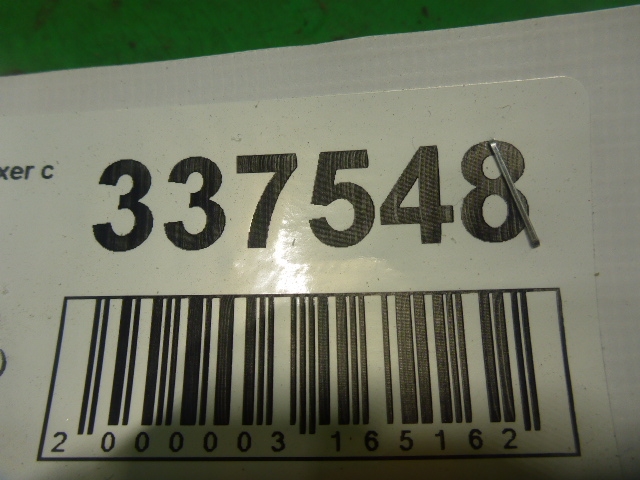 xer c
337548
)
2 000003 165162